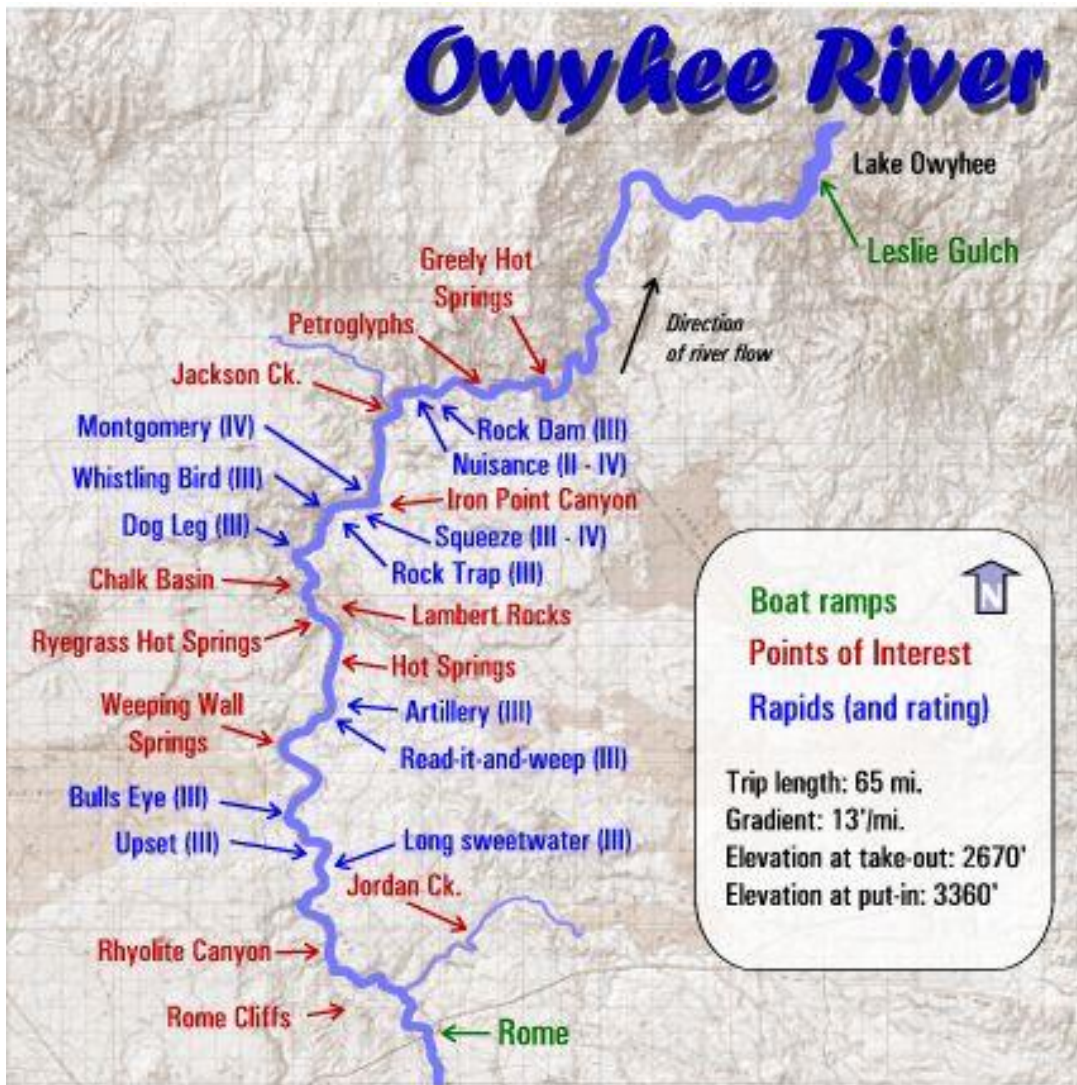 Owyhee River
Lake Owyhee
Leslie Gulch
Greely Hot
Springs
Direction
of river flow
Petroglyphs
Jackson Ck.
Montgomery (IV)
Rock Dam (III)
Nuisance (II - IV)
Whistling Bird (III)
Iron Point Canyon
Dog Leg (III)
Squeeze (III - IV)
Rock Trap (III)
Chalk Basin
Lambert Rocks
Ryegrass Hot Springs
Hot Springs
Weeping Wall
Springs
Artillery (III)
Read-it-and-weep (III)
Bulls Eye (III)
Upset (III)
Long sweetwater (III)
Jordan Ck.
Rhyolite Canyon
Rome Cliffs
Rome
N
Boat ramps
Points of Interest
Rapids (and rating)
Trip length: 65 mi.
Gradient: 13'/mi.
Elevation at take-out: 2670'
Elevation at put-in: 3360'